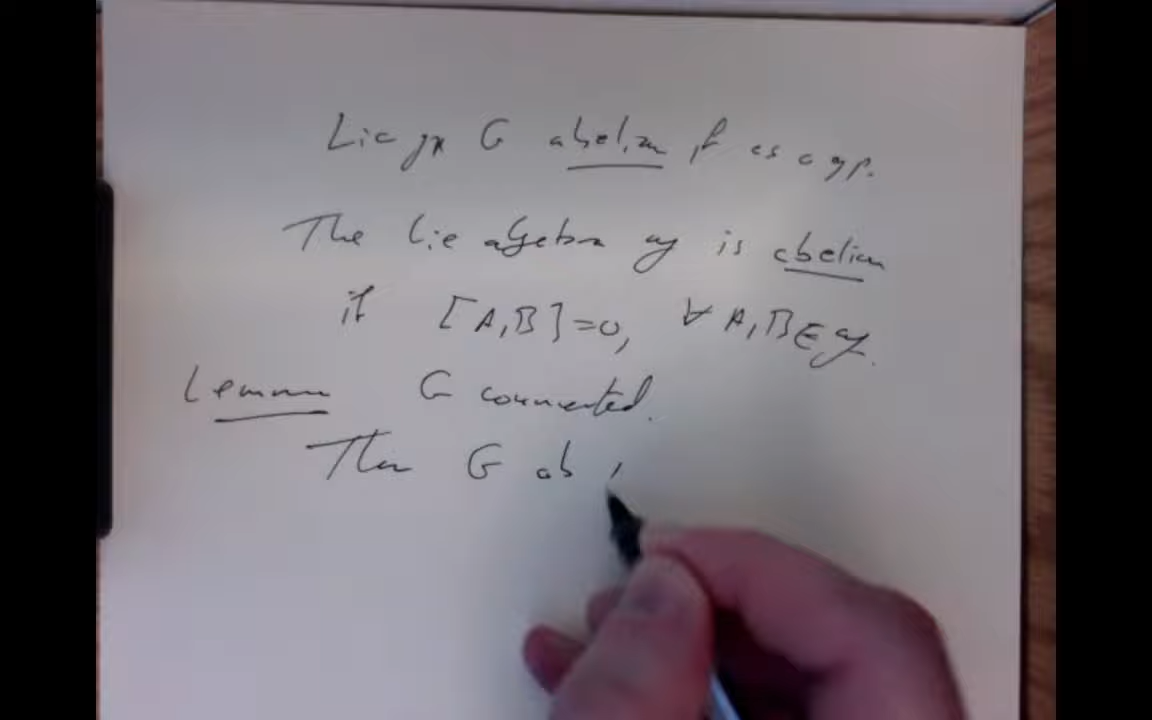 Lie gp G abelian if as a gp.
The Lie algebra 𝔤 is abelian
if [A,B]=0, ∀ A,B∈𝔤.
Lemma G connected.
Then G ab